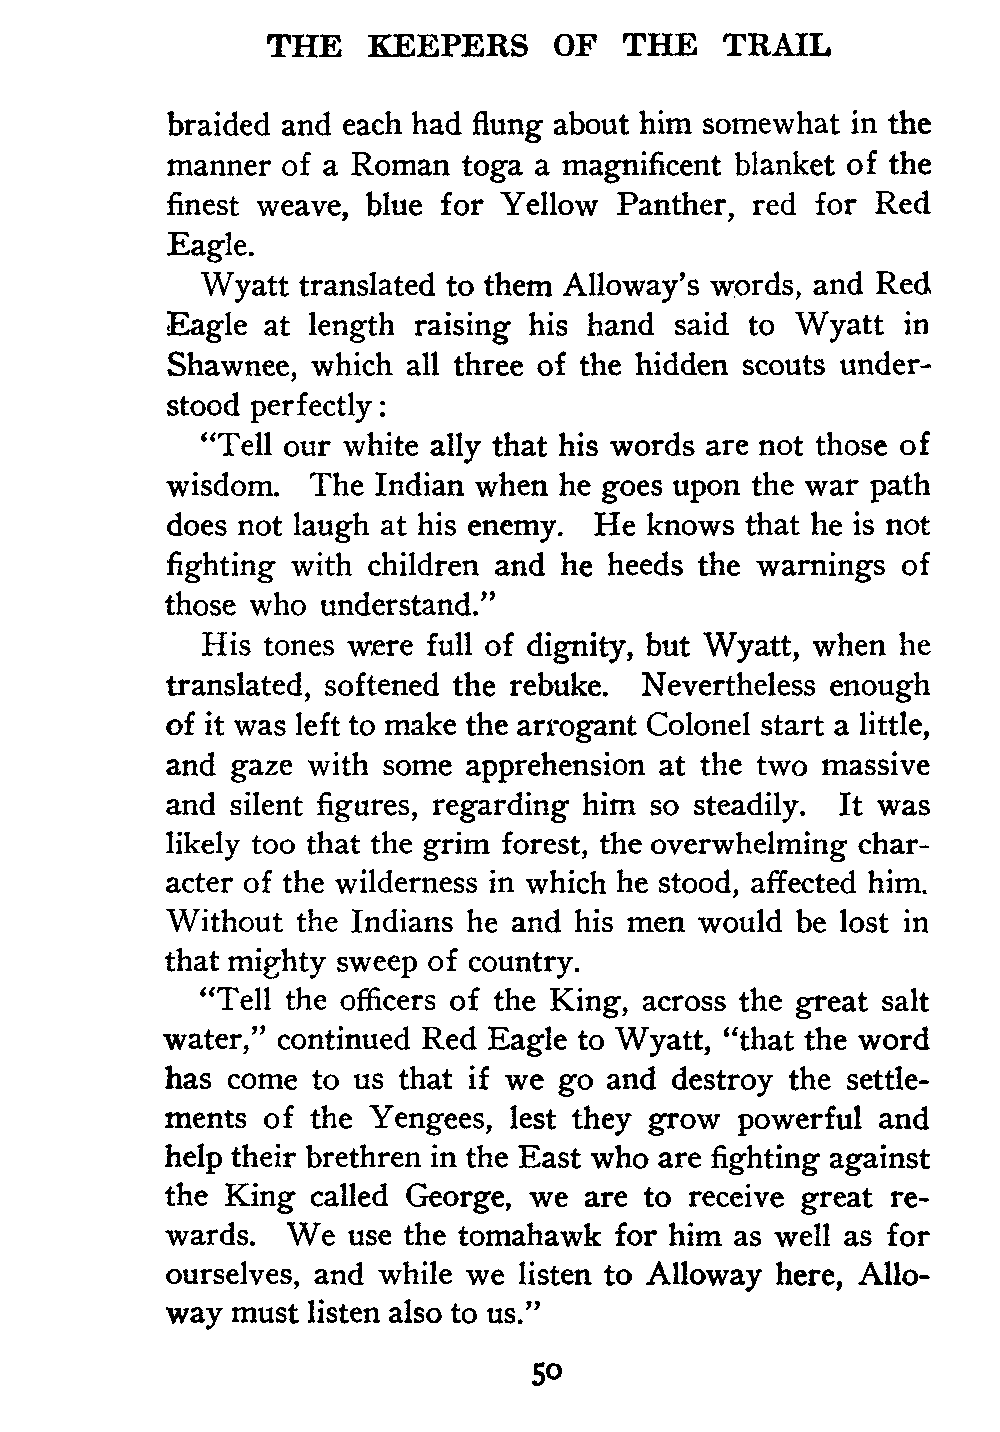 THE KEEPERS OF THE TRAIL
braided and each had flung about him somewhat in the
manner of a Roman toga a magnificent blanket of the
finest weave, blue for Yellow Panther, red for Red
Eagle.
Wyatt translated to them Alloway's words, and Red
Eagle at length raising his hand said to Wyatt in
Shawnee, which all three of the hidden scouts under-
stood perfectly:
"Tell our white ally that his words are not those of
wisdom. The Indian when he goes upon the war path
does not laugh at his enemy. He knows that he is not
fighting with children and he heeds the warnings of
those who understand."
His tones were full of dignity, but Wyatt, when he
translated, softened the rebuke. Nevertheless enough
of it was left to make the arrogant Colonel start a little,
and gaze with some apprehension at the two massive
and silent figures, regarding him so steadily. It was
likely too that the grim forest, the overwhelming char-
acter of the wilderness in which he stood, affected him.
Without the Indians he and his men would be lost in
that mighty sweep of country.
"Tell the officers of the King, across the great salt
water," continued Red Eagle to Wyatt, "that the word
has come to us that if we go and destroy the settle-
ments of the Yengees, lest they grow powerful and
help their brethren in the East who are fighting against
the King called George, we are to receive great re-
wards. We use the tomahawk for him as well as for
ourselves, and while we listen to Alloway here, Allo-
way must listen also to us."
50